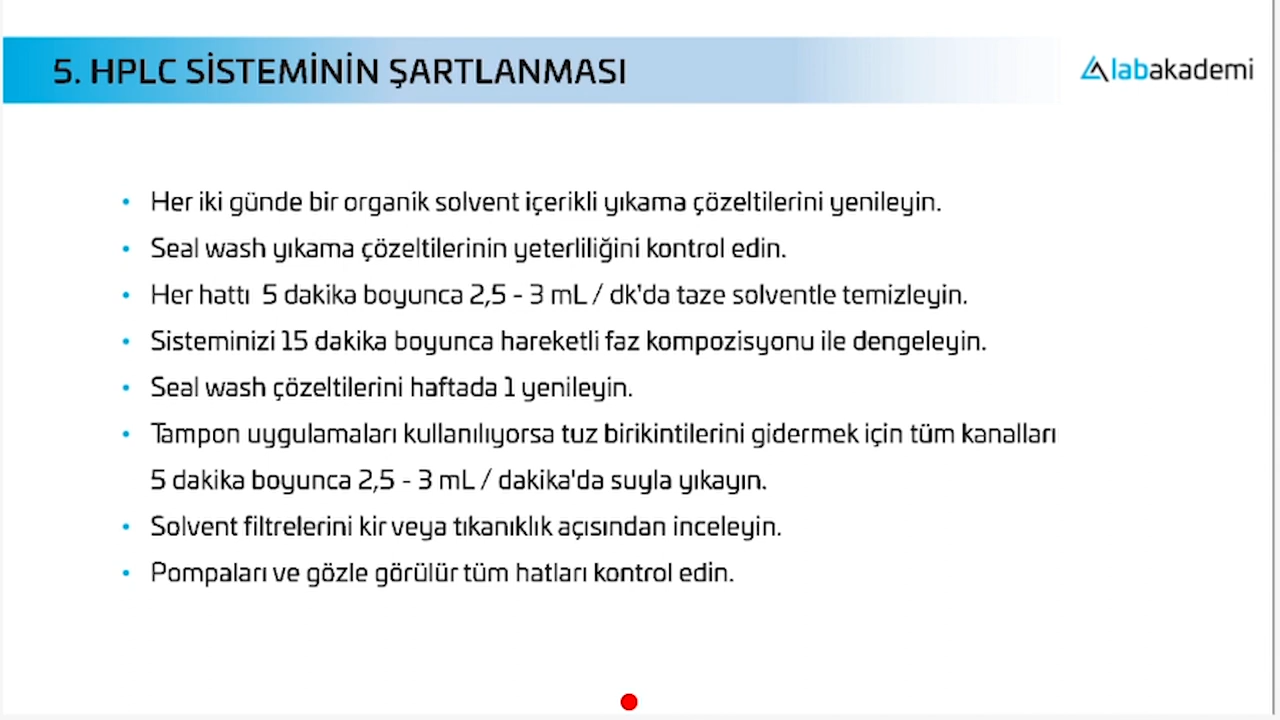 5. HPLC SİSTEMİNİN ŞARTLANMASI
labakademi
• Her iki günde bir organik solvent içerikli yıkama çözeltilerini yenileyin.
• Seal wash yıkama çözeltilerinin yeterliliğini kontrol edin.
• Her hattı 5 dakika boyunca 2,5 - 3 mL / dk'da taze solventle temizleyin.
• Sisteminizi 15 dakika boyunca hareketli faz kompozisyonu ile dengeleyin.
• Seal wash çözeltilerini haftada 1 yenileyin.
• Tampon uygulamaları kullanılıyorsa tuz birikintilerini gidermek için tüm kanalları
5 dakika boyunca 2,5 - 3 mL / dakika'da suyla yıkayın.
• Solvent filtrelerini kir veya tıkanıklık açısından inceleyin.
• Pompaları ve gözle görülür tüm hatları kontrol edin.